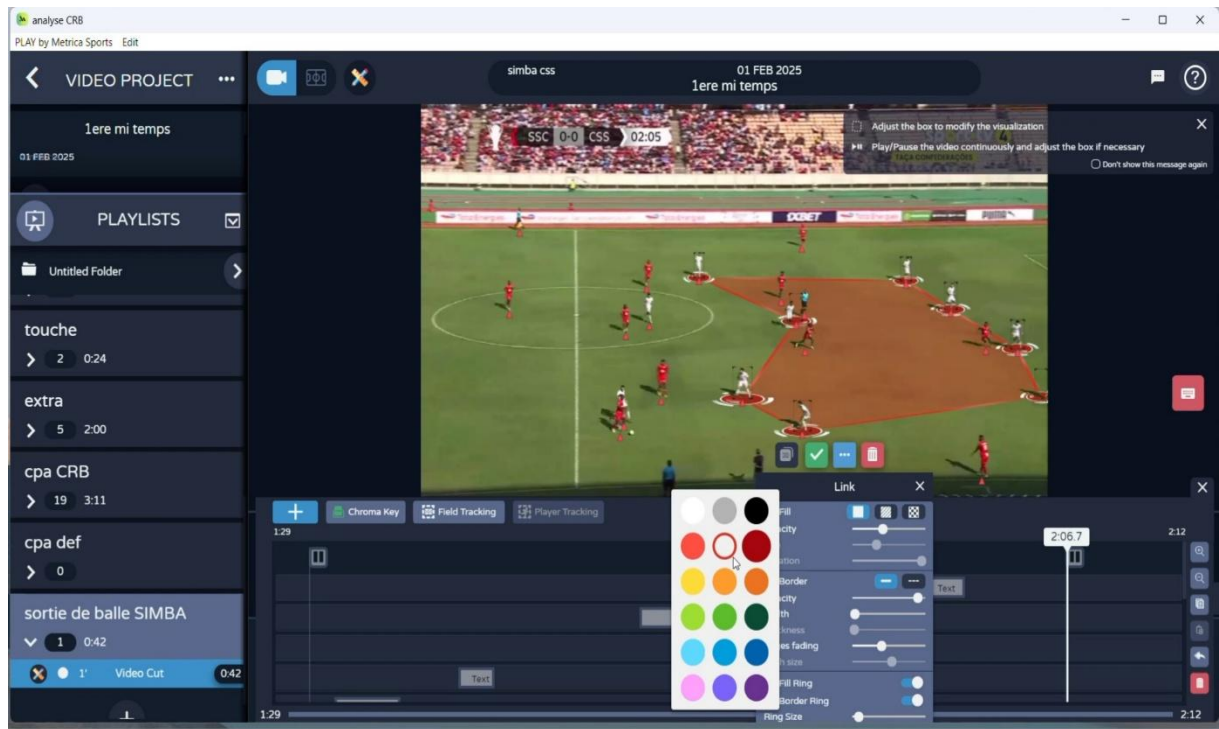 analyse CRB
PLAY by Metrica Sports Edit
VIDEO PROJECT
simba css
01 FEB 2025
1ere mi temps
1ere mi temps
01 FEB 2025
SSC 0-0 CSS 02:05
Adjust the box to modify the visualization
Play/Pause the video continuously and adjust the box if necessary
Don't show this message again
TAÇA CONFEDERAÇÕES
1XBET
PUMA
PLAYLISTS
Untitled Folder
touche
2 0:24
extra
5 2:00
cpa CRB
19 3:11
cpa def
0
sortie de balle SIMBA
1 0:42
1' Video Cut 0:42
Link
Chroma Key
Field Tracking
Player Tracking
1:29
2:06.7
2:12
Fill
Border
Text
Text
Fill Ring
Border Ring
Ring Size
1:29
2:12